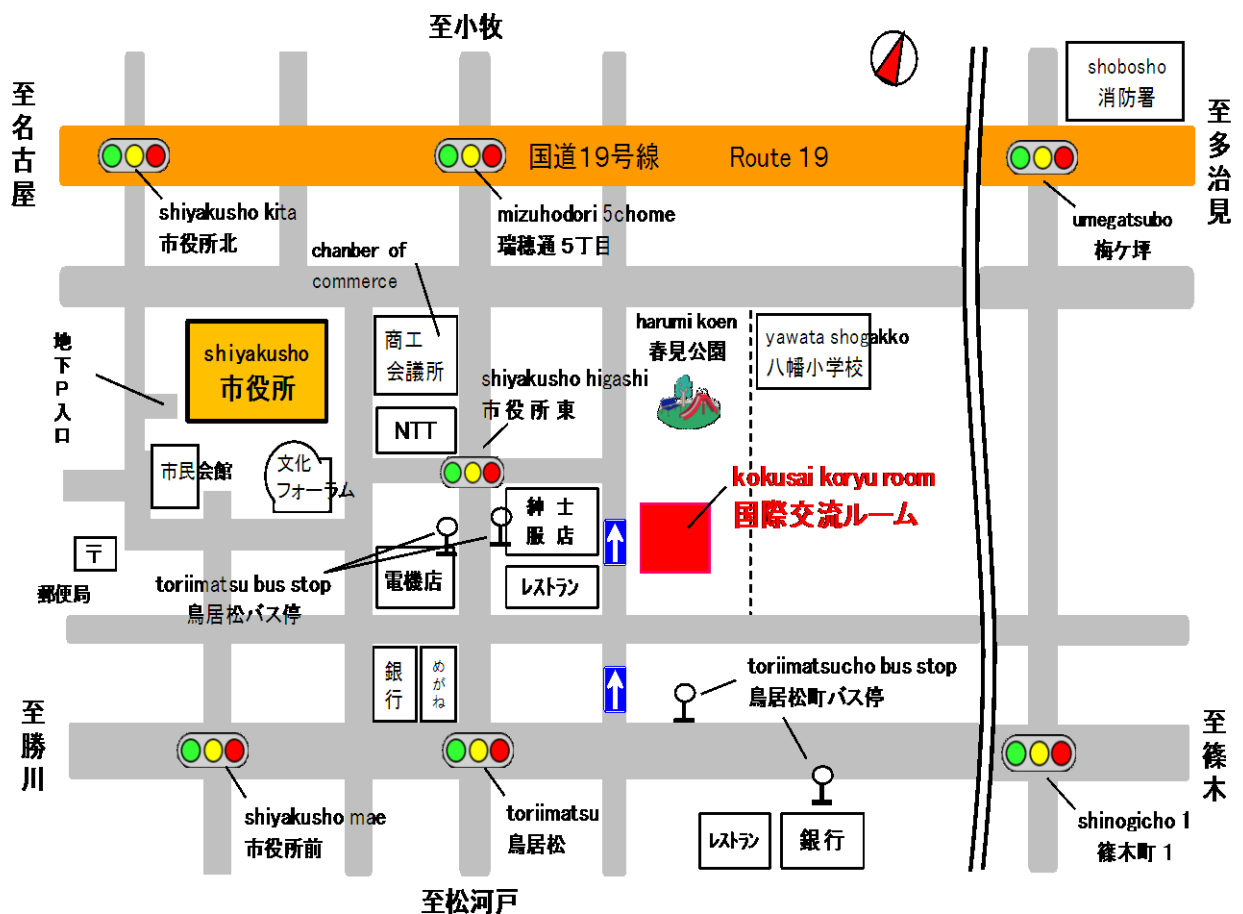 至小牧
至名古屋
至多治見
shobosho
消防署
国道19号線
Route 19
shiyakusho kita
市役所北
mizuhodori 5chome
瑞穂通5丁目
umegatsubo
梅ケ坪
chanber of
commerce
地下P入口
shiyakusho
市役所
商工
会議所
harumi koen
春見公園
yawata shogakko
八幡小学校
shiyakusho higashi
市役所東
NTT
市民会館
文化
フォーラム
kokusai koryu room
国際交流ルーム
紳士
服店
〒
郵便局
toriimatsu bus stop
鳥居松バス停
電機店
レストラン
銀行
めがね
toriimatsucho bus stop
鳥居松町バス停
至勝川
至篠木
shiyakusho mae
市役所前
toriimatsu
鳥居松
レストラン
銀行
shinogicho 1
篠木町1
至松河戸